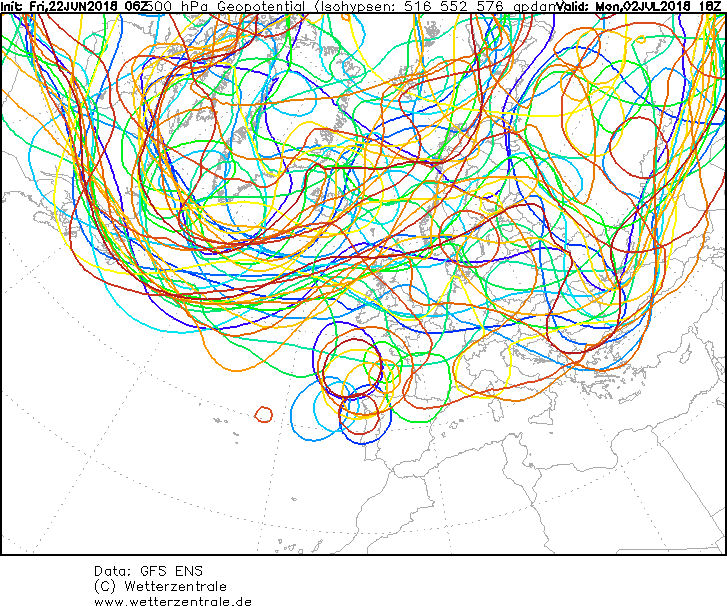 Init: Fri,22JUN2018 06Z 500 hPa Geopotential (Isohypsen: 516 552 576 gpdam Valid: Mon,02JUL2018 18Z
Data: GFS ENS
(C) Wetterzentrale
www.wetterzentrale.de